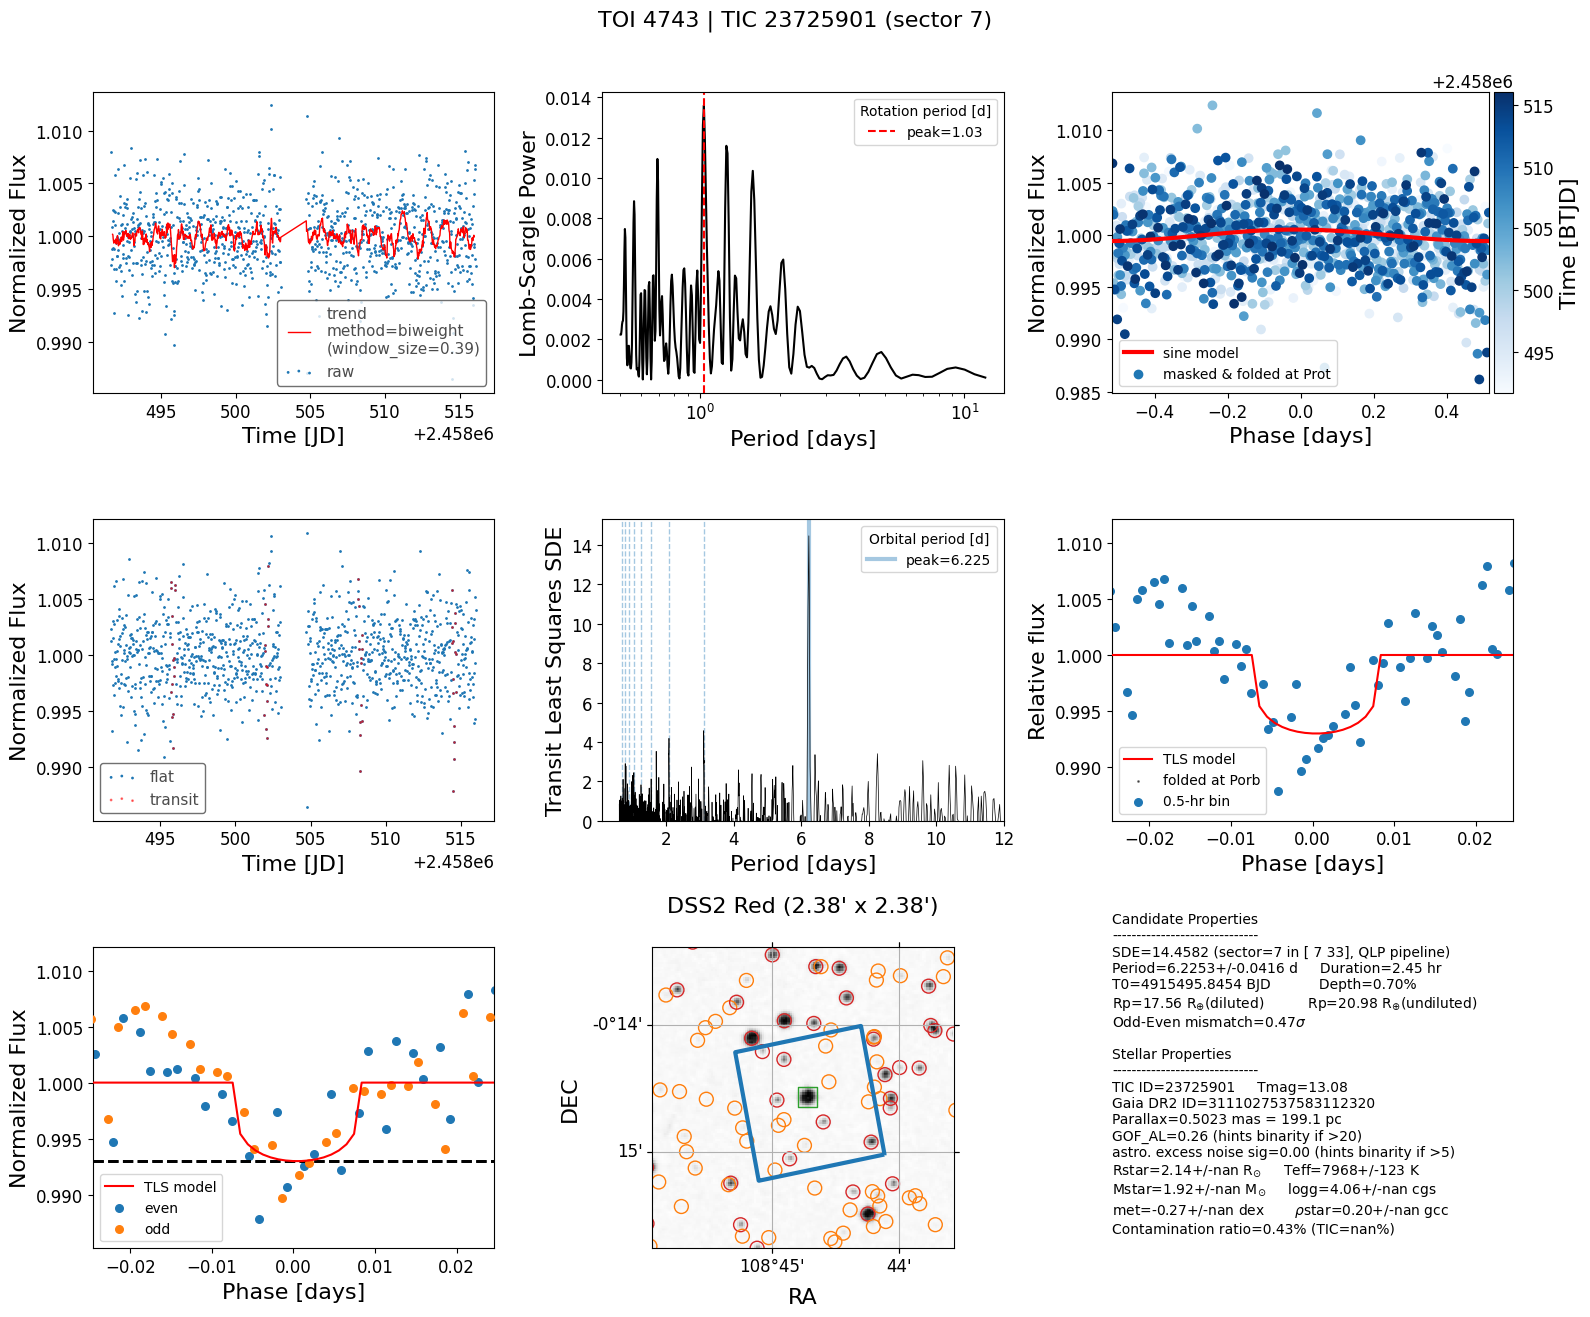 TOI 4743 | TIC 23725901 (sector 7)
Normalized Flux
1.010
1.005
1.000
0.995
0.990
trend
method=biweight
(window_size=0.39)
raw
495
500
505
510
515
Time [JD]
+2.458e6
Lomb-Scargle Power
0.014
0.012
0.010
0.008
0.006
0.004
0.002
0.000
Rotation period [d]
peak=1.03
10⁰
10¹
Period [days]
Normalized Flux
1.010
1.005
1.000
0.995
0.990
0.985
sine model
masked & folded at Prot
−0.4
−0.2
0.0
0.2
0.4
Phase [days]
+2.458e6
515
510
505
500
495
Time [BTJD]
Normalized Flux
1.010
1.005
1.000
0.995
0.990
flat
transit
495
500
505
510
515
Time [JD]
+2.458e6
Transit Least Squares SDE
14
12
10
8
6
4
2
0
Orbital period [d]
peak=6.225
2
4
6
8
10
12
Period [days]
Relative flux
1.010
1.005
1.000
0.995
0.990
TLS model
folded at Porb
0.5-hr bin
−0.02
−0.01
0.00
0.01
0.02
Phase [days]
Normalized Flux
1.010
1.005
1.000
0.995
0.990
TLS model
even
odd
−0.02
−0.01
0.00
0.01
0.02
Phase [days]
DSS2 Red (2.38' x 2.38')
DEC
-0°14'
15'
108°45'
44'
RA
Candidate Properties
------------------------------
SDE=14.4582 (sector=7 in [ 7 33], QLP pipeline)
Period=6.2253+/-0.0416 d Duration=2.45 hr
T0=4915495.8454 BJD Depth=0.70%
Rp=17.56 R⊕(diluted) Rp=20.98 R⊕(undiluted)
Odd-Even mismatch=0.47σ
Stellar Properties
------------------------------
TIC ID=23725901 Tmag=13.08
Gaia DR2 ID=3111027537583112320
Parallax=0.5023 mas = 199.1 pc
GOF_AL=0.26 (hints binarity if >20)
astro. excess noise sig=0.00 (hints binarity if >5)
Rstar=2.14+/-nan R⊙ Teff=7968+/-123 K
Mstar=1.92+/-nan M⊙ logg=4.06+/-nan cgs
met=-0.27+/-nan dex ρstar=0.20+/-nan gcc
Contamination ratio=0.43% (TIC=nan%)